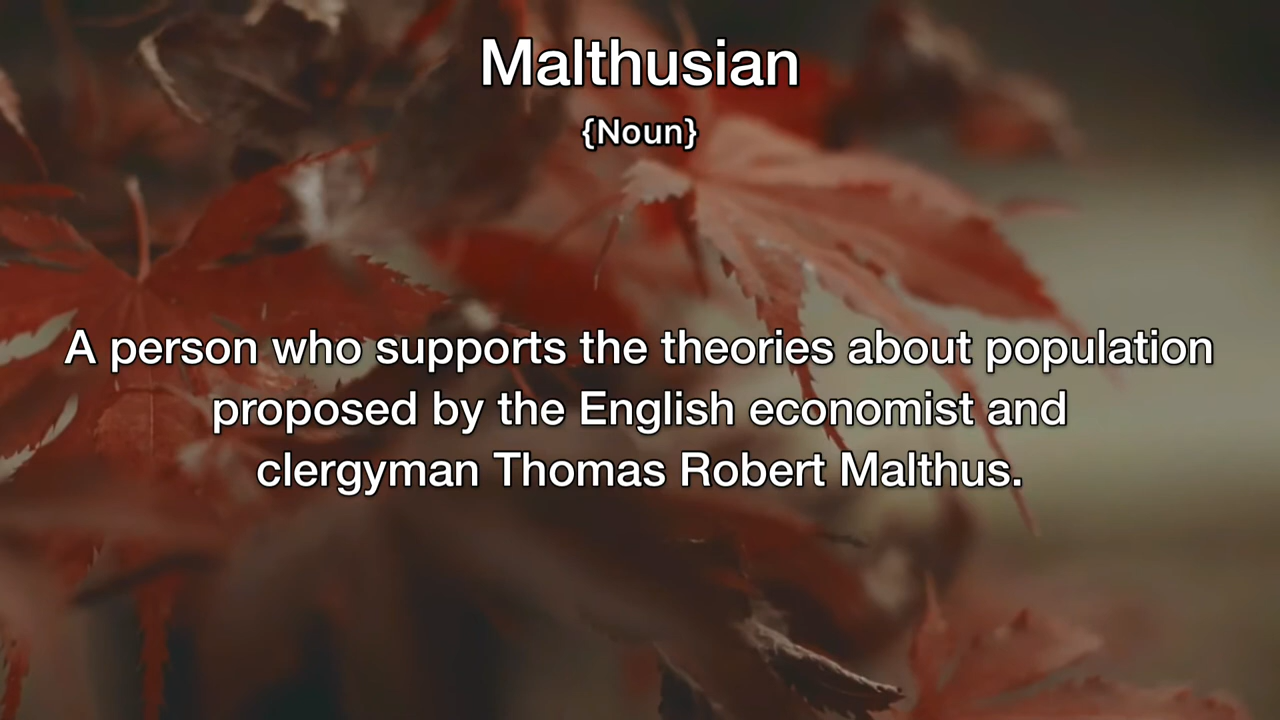 Malthusian
{Noun}
A person who supports the theories about population
proposed by the English economist and
clergyman Thomas Robert Malthus.